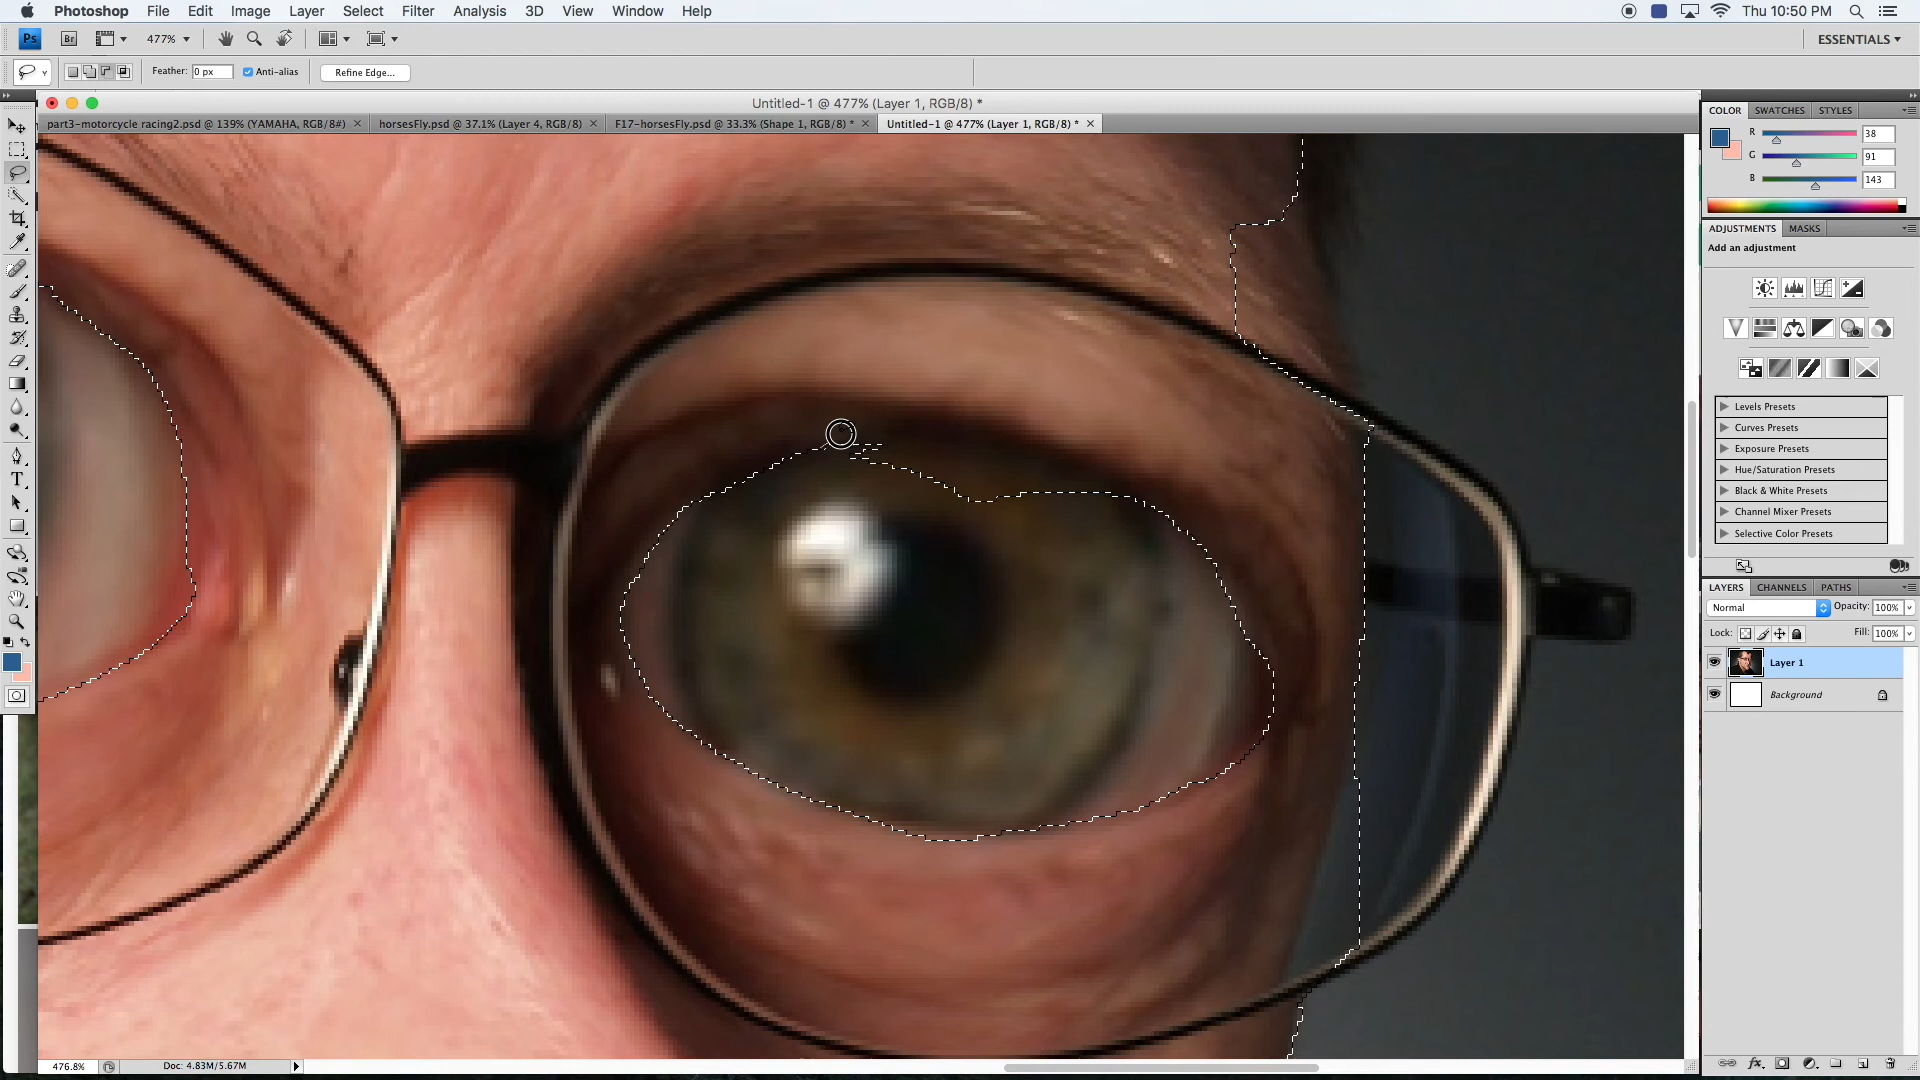 Photoshop File Edit Image Layer Select Filter Analysis 3D View Window Help Thu 10:50 PM
Ps Br 477% ESSENTIALS
Feather: 0 px Anti-alias Refine Edge...
Untitled-1 @ 477% (Layer 1, RGB/8) *
part3-motorcycle racing2.psd @ 139% (YAMAHA, RGB/8#) horsesFly.psd @ 37.1% (Layer 4, RGB/8) F17-horsesFly.psd @ 33.3% (Shape 1, RGB/8) * Untitled-1 @ 477% (Layer 1, RGB/8) *
COLOR SWATCHES STYLES
R 38
G 91
B 143
ADJUSTMENTS MASKS
Add an adjustment
Levels Presets
Curves Presets
Exposure Presets
Hue/Saturation Presets
Black & White Presets
Channel Mixer Presets
Selective Color Presets
LAYERS CHANNELS PATHS
Normal Opacity: 100%
Lock: Fill: 100%
Layer 1
Background
T
fx
476.8% Doc: 4.83M/5.67M